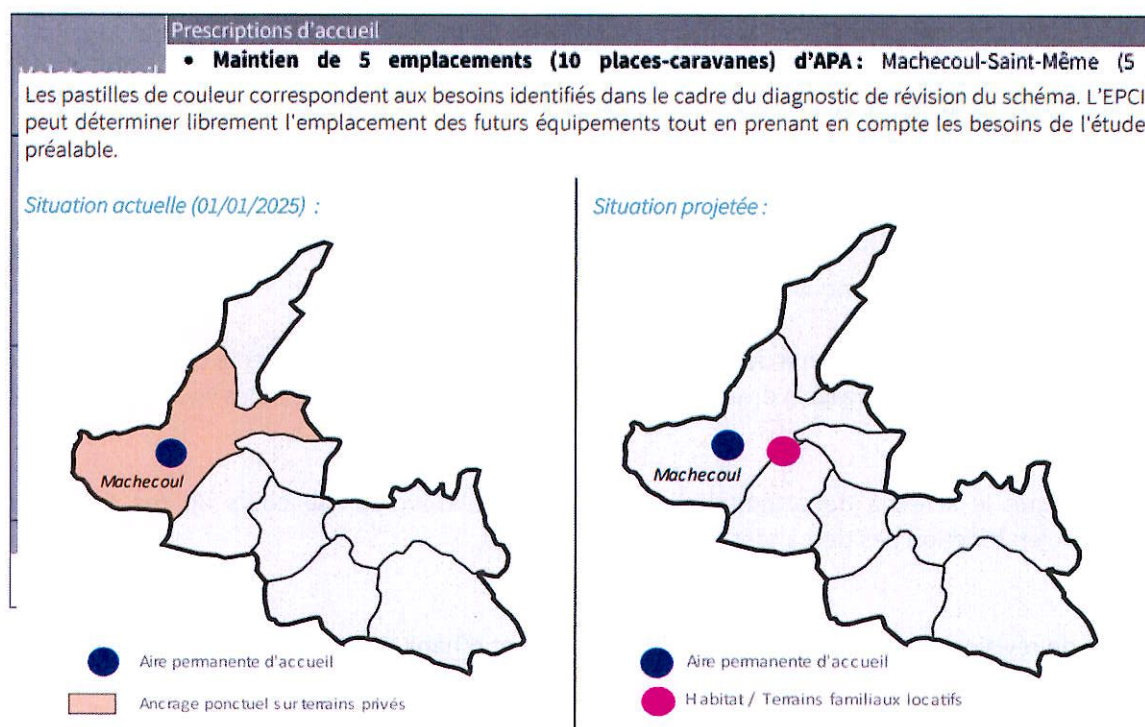 Prescriptions d'accueil
• Maintien de 5 emplacements (10 places-caravanes) d'APA : Machecoul-Saint-Même (5
Les pastilles de couleur correspondent aux besoins identifiés dans le cadre du diagnostic de révision du schéma. L'EPCI
peut déterminer librement l'emplacement des futurs équipements tout en prenant en compte les besoins de l'étude
préalable.
Situation actuelle (01/01/2025) :
Machecoul
Aire permanente d'accueil
Ancrage ponctuel sur terrains privés
Situation projetée :
Machecoul
Aire permanente d'accueil
Habitat / Terrains familiaux locatifs